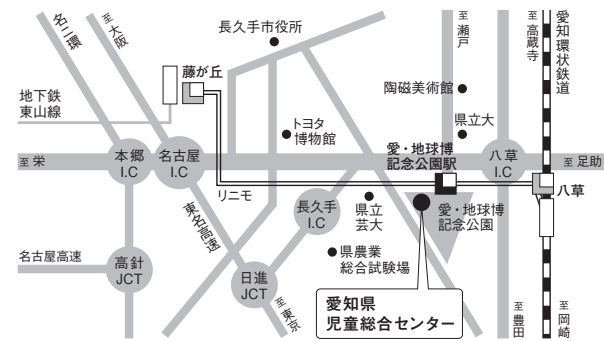 名二環
至大阪
長久手市役所
至瀬戸
至高蔵寺
愛知環状鉄道
藤が丘
地下鉄
東山線
陶磁美術館
県立大
トヨタ
博物館
愛・地球博
記念公園駅
至栄
本郷
I.C
名古屋
I.C
八草
I.C
至足助
リニモ
八草
東名高速
長久手
I.C
県立
芸大
愛・地球博
記念公園
名古屋高速
高針
JCT
日進
JCT
県農業
総合試験場
至東京
愛知県
児童総合センター
至豊田
至岡崎